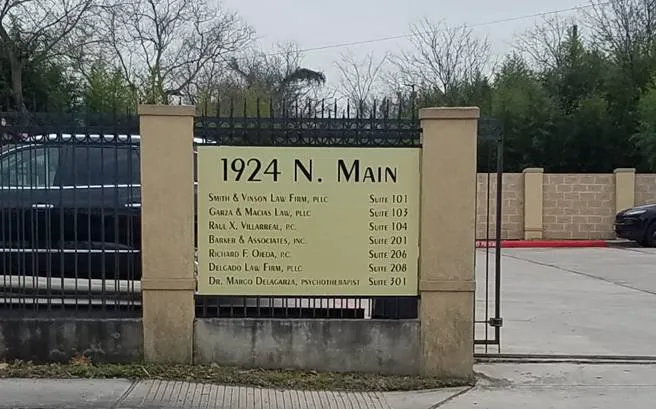 1924 N. Main
Smith & Vinson Law Firm, PLLC Suite 101
Garza & Macias Law, PLLC Suite 103
Raul X. Villarreal, P.C. Suite 104
Barker & Associates, Inc. Suite 201
Richard F. Ojeda, P.C. Suite 206
Delgado Law Firm, PLLC Suite 208
Dr. Margo Delagarza, Psychotherapist Suite 301